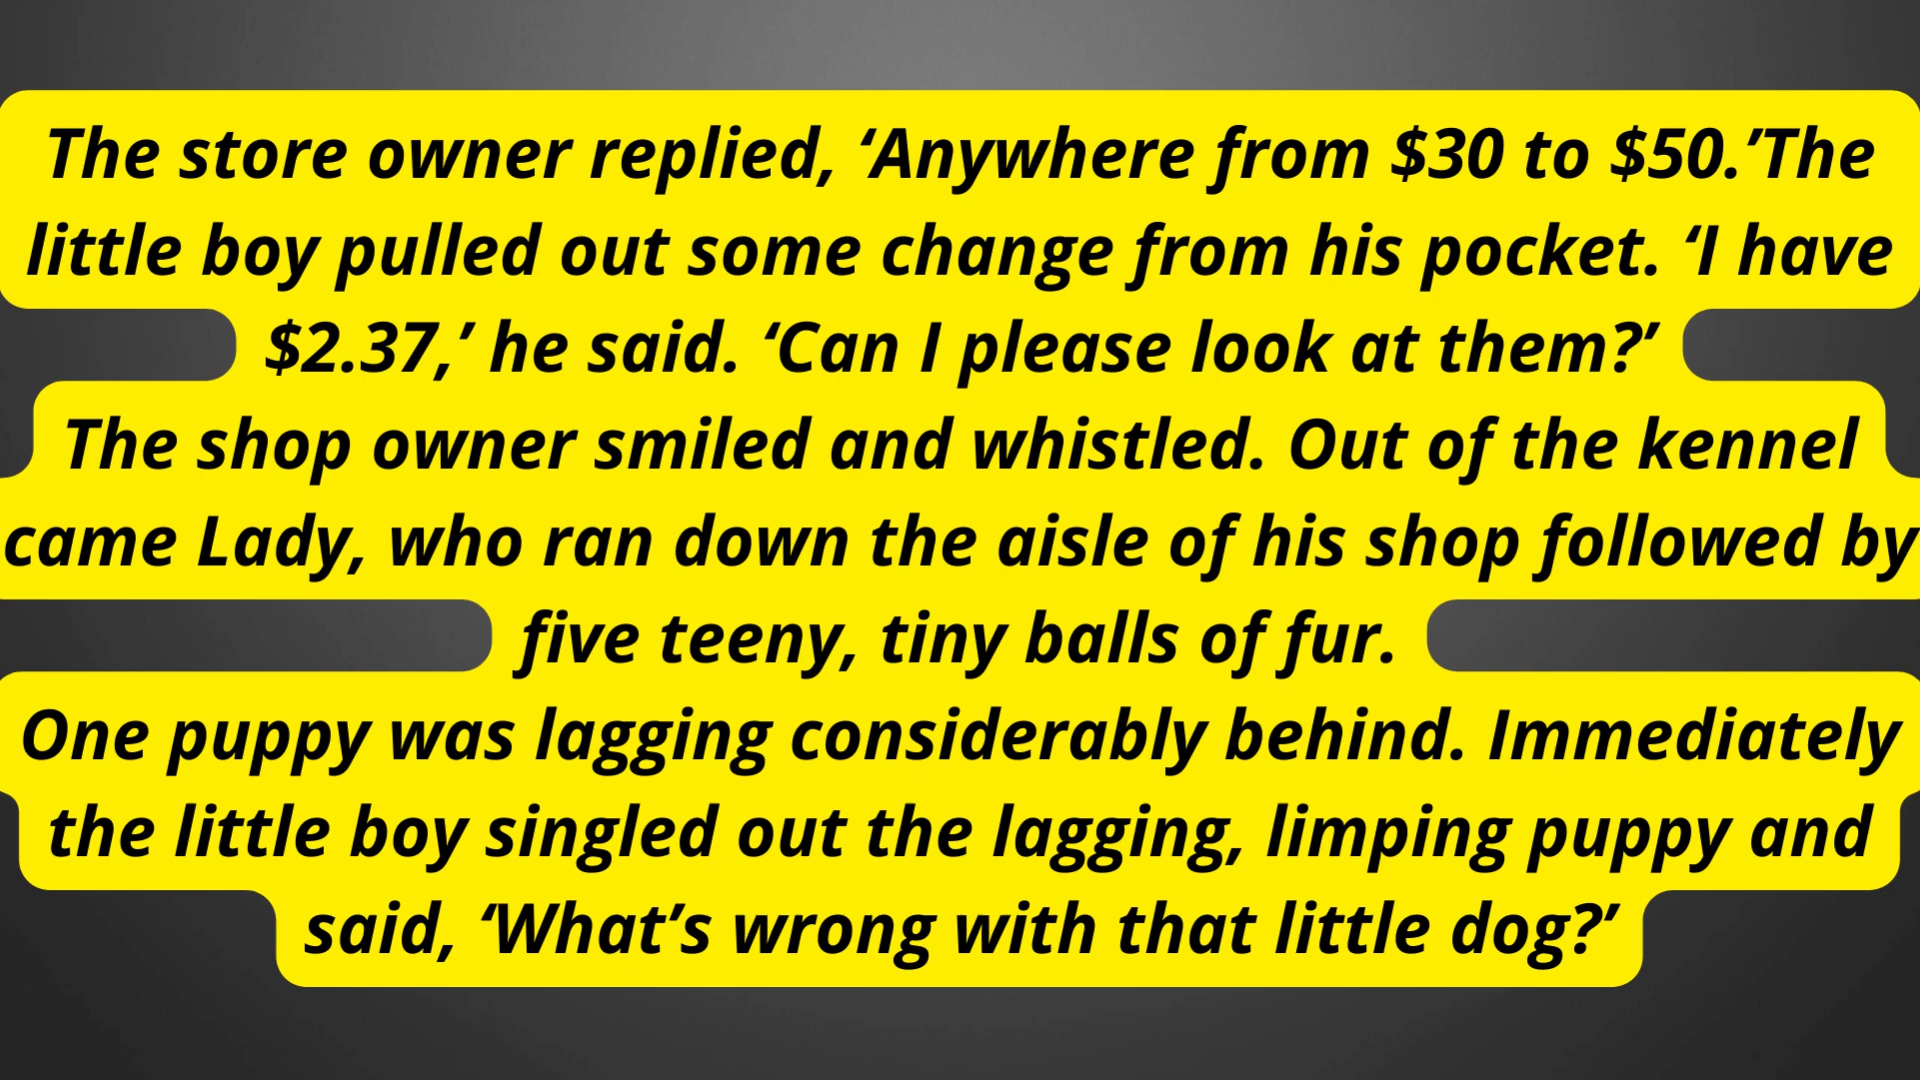 The store owner replied, ‘Anywhere from $30 to $50.’The
little boy pulled out some change from his pocket. ‘I have
$2.37,’ he said. ‘Can I please look at them?’
The shop owner smiled and whistled. Out of the kennel
came Lady, who ran down the aisle of his shop followed by
five teeny, tiny balls of fur.
One puppy was lagging considerably behind. Immediately
the little boy singled out the lagging, limping puppy and
said, ‘What’s wrong with that little dog?’